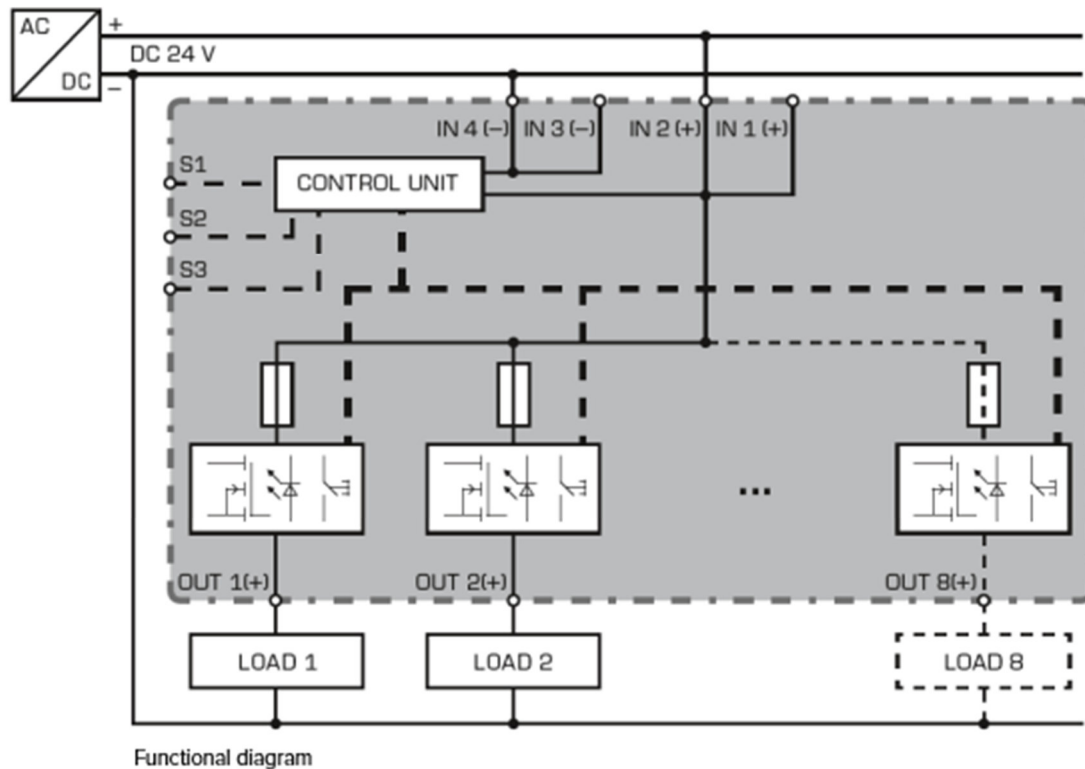 AC
+
DC 24 V
DC
–
IN 4 (–) IN 3 (–) IN 2 (+) IN 1 (+)
S1
CONTROL UNIT
S2
S3
...
OUT 1(+) OUT 2(+) OUT 8(+)
LOAD 1 LOAD 2 LOAD 8
Functional diagram